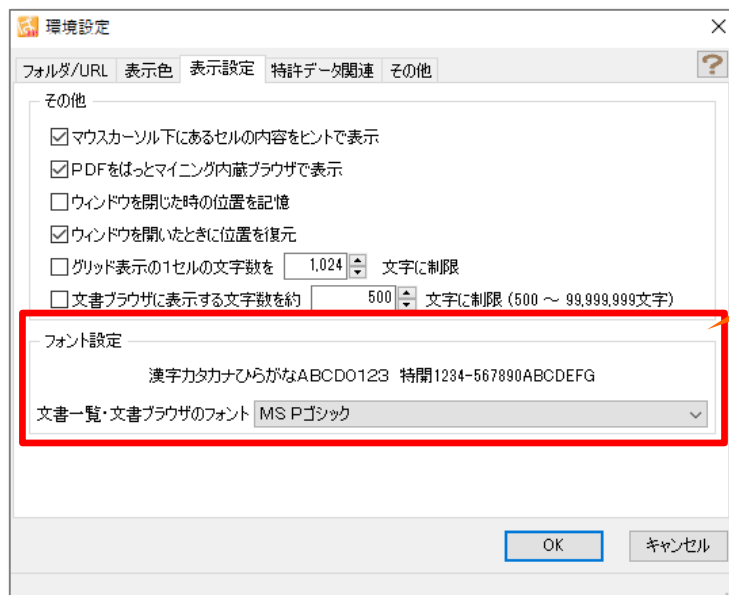 環境設定
フォルダ/URL 表示色 表示設定 特許データ関連 その他
その他
マウスカーソル下にあるセルの内容をヒントで表示
PDFをぱっとマイニング内蔵ブラウザで表示
ウィンドウを閉じた時の位置を記憶
ウィンドウを開いたときに位置を復元
グリッド表示の1セルの文字数を 1,024 文字に制限
文書ブラウザに表示する文字数を約 500 文字に制限 (500 ～ 99,999,999文字)
フォント設定
漢字カタカナひらがなABCD0123 特開1234-567890ABCDEFG
文書一覧・文書ブラウザのフォント MS Pゴシック
OK キャンセル